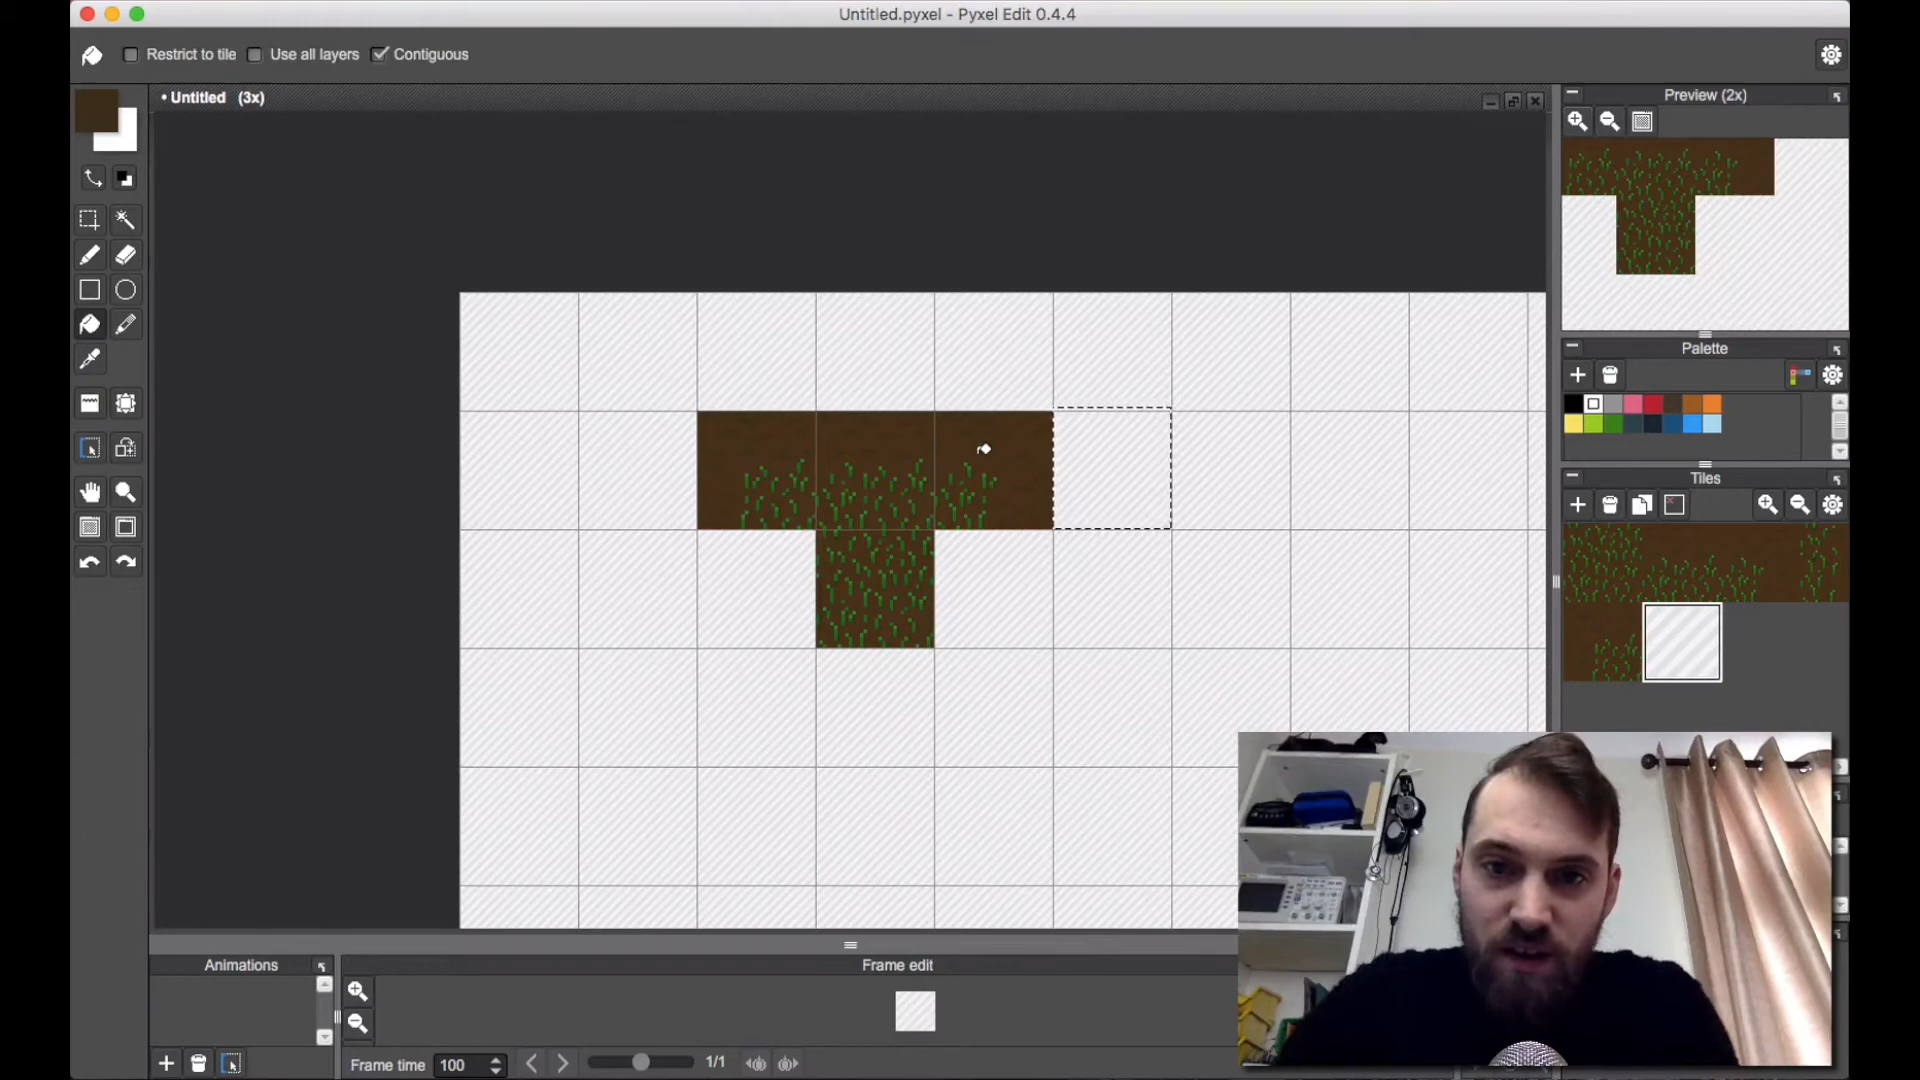 Untitled.pyxel - Pyxel Edit 0.4.4
Restrict to tile
Use all layers
Contiguous
• Untitled (3x)
Preview (2x)
Palette
Tiles
Animations
Frame edit
Frame time
100
1/1